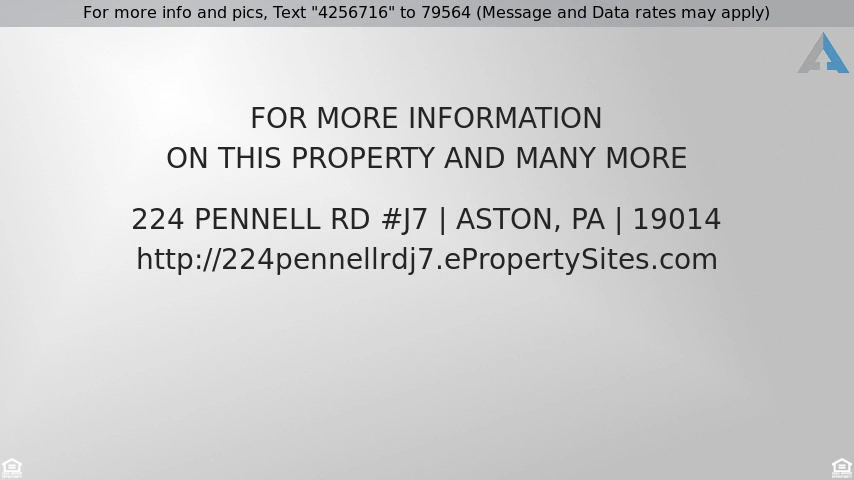 For more info and pics, Text "4256716" to 79564 (Message and Data rates may apply)
FOR MORE INFORMATION
ON THIS PROPERTY AND MANY MORE
224 PENNELL RD #J7 | ASTON, PA | 19014
http://224pennellrdj7.ePropertySites.com